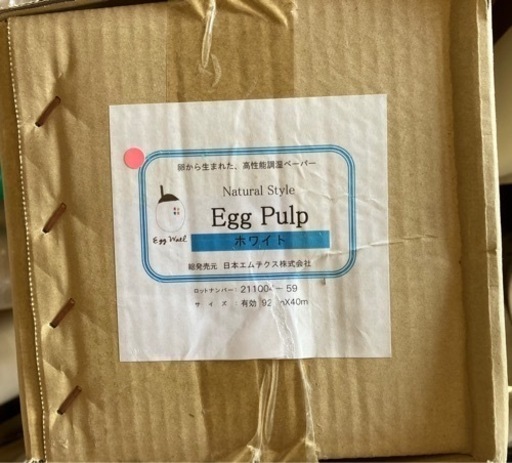 卵から生まれた、高性能調湿ペーパー
Natural Style
Egg Pulp
Egg Wall
ホワイト
総発売元 日本エムテクス株会社
ロットナンバー：21100 - 59
サイズ：有効 92 mX40m